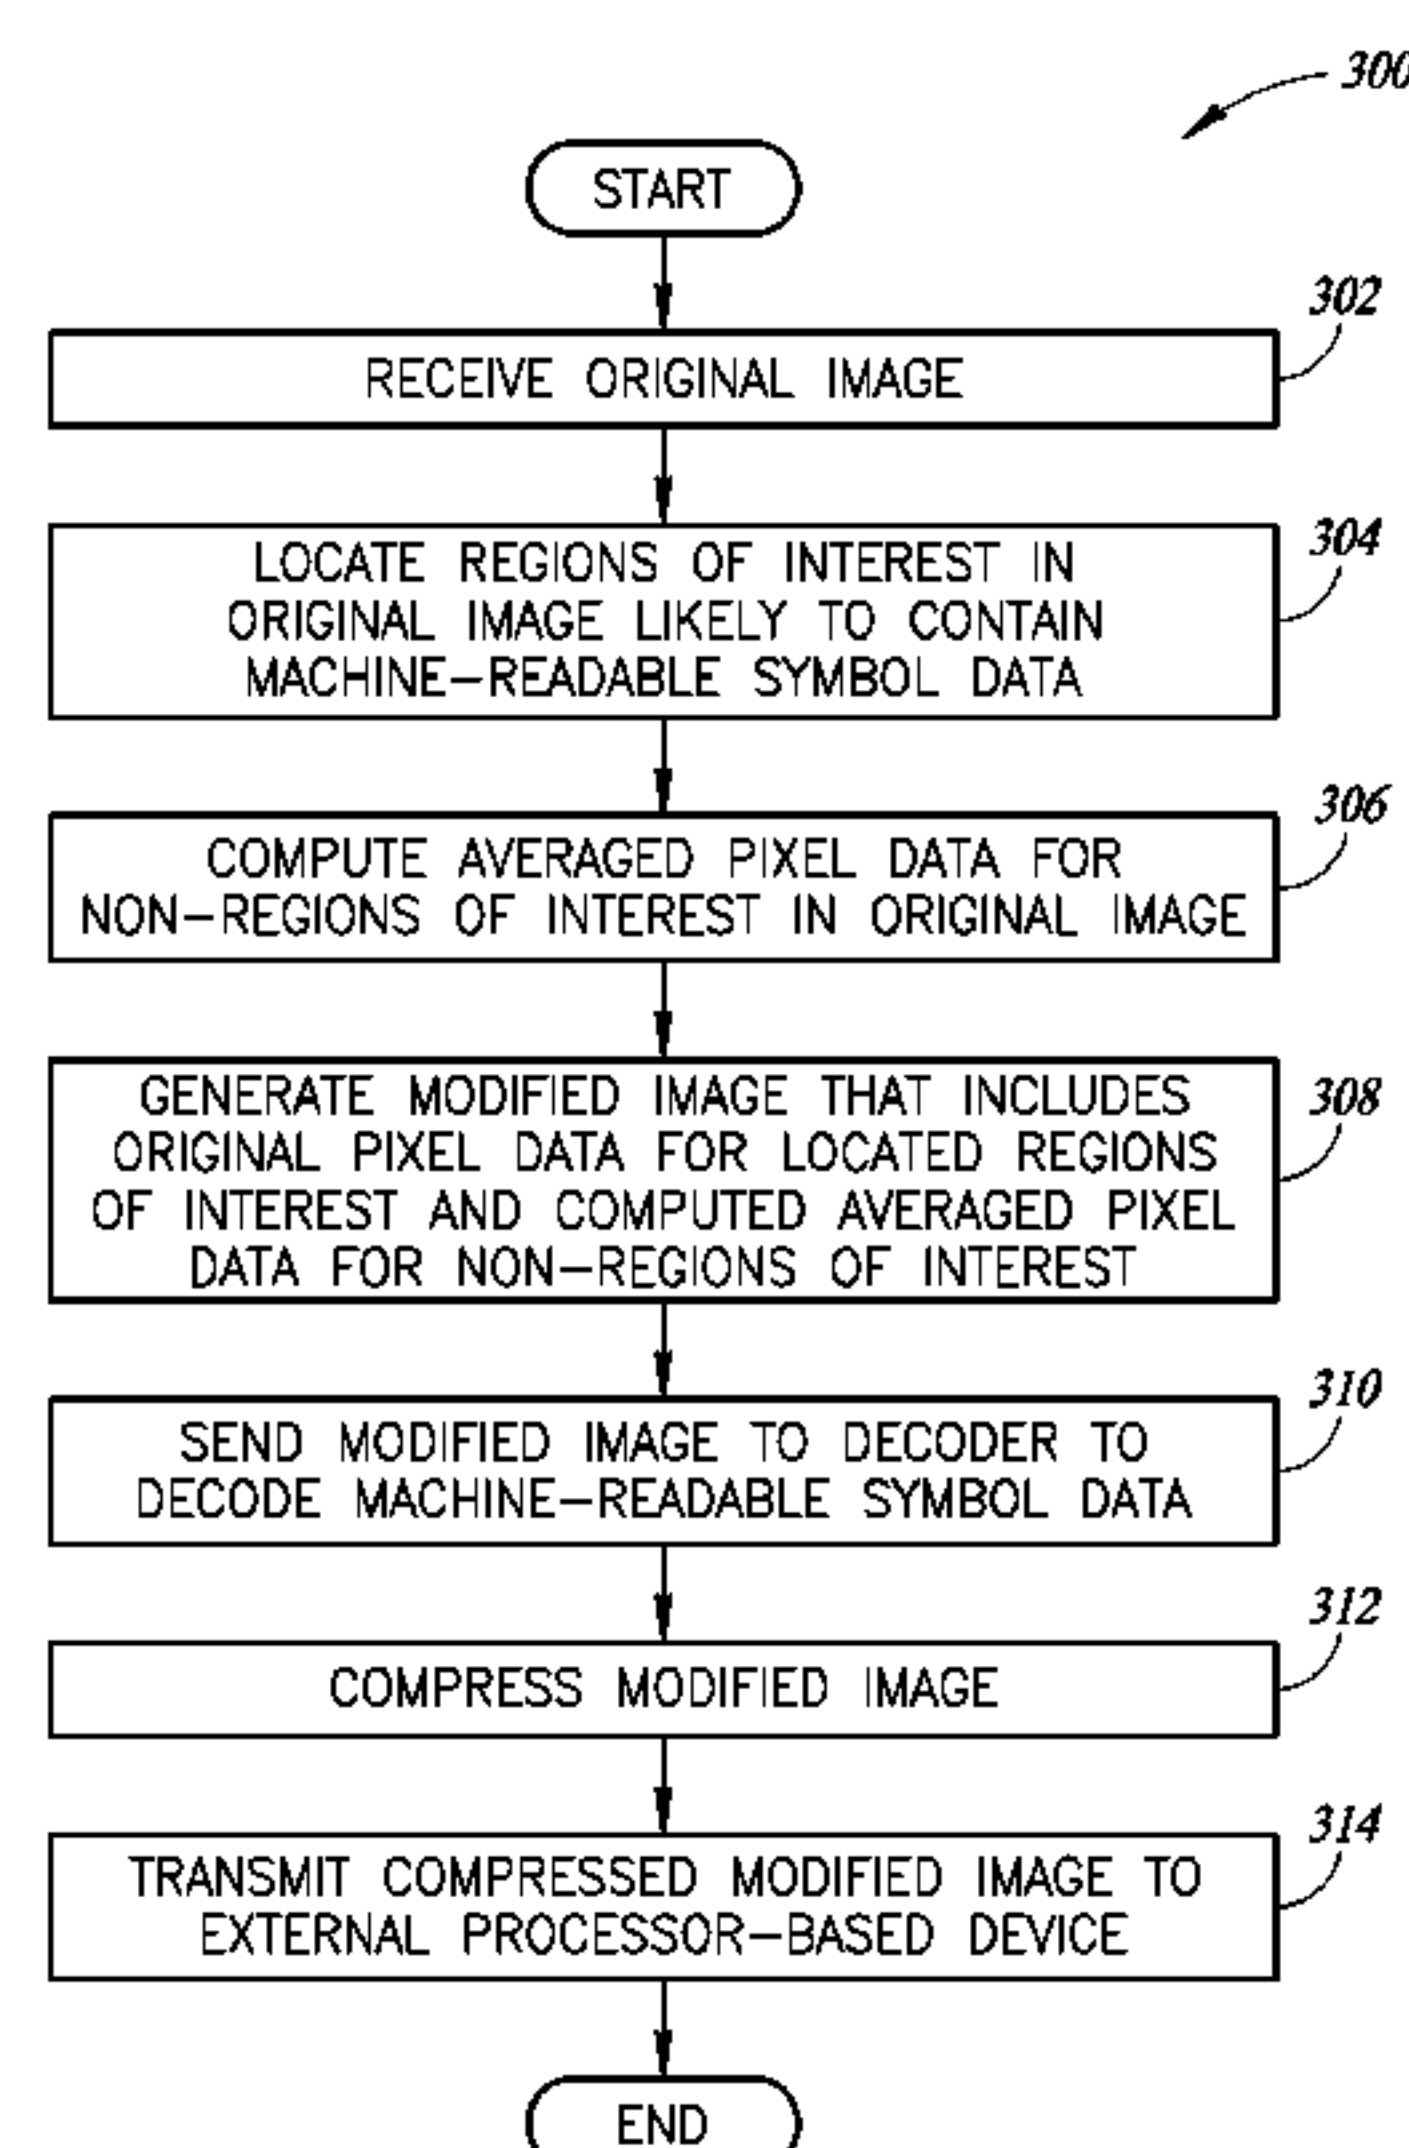 300
START
302
RECEIVE ORIGINAL IMAGE
304
LOCATE REGIONS OF INTEREST IN
ORIGINAL IMAGE LIKELY TO CONTAIN
MACHINE-READABLE SYMBOL DATA
306
COMPUTE AVERAGED PIXEL DATA FOR
NON-REGIONS OF INTEREST IN ORIGINAL IMAGE
308
GENERATE MODIFIED IMAGE THAT INCLUDES
ORIGINAL PIXEL DATA FOR LOCATED REGIONS
OF INTEREST AND COMPUTED AVERAGED PIXEL
DATA FOR NON-REGIONS OF INTEREST
310
SEND MODIFIED IMAGE TO DECODER TO
DECODE MACHINE-READABLE SYMBOL DATA
312
COMPRESS MODIFIED IMAGE
314
TRANSMIT COMPRESSED MODIFIED IMAGE TO
EXTERNAL PROCESSOR-BASED DEVICE
END